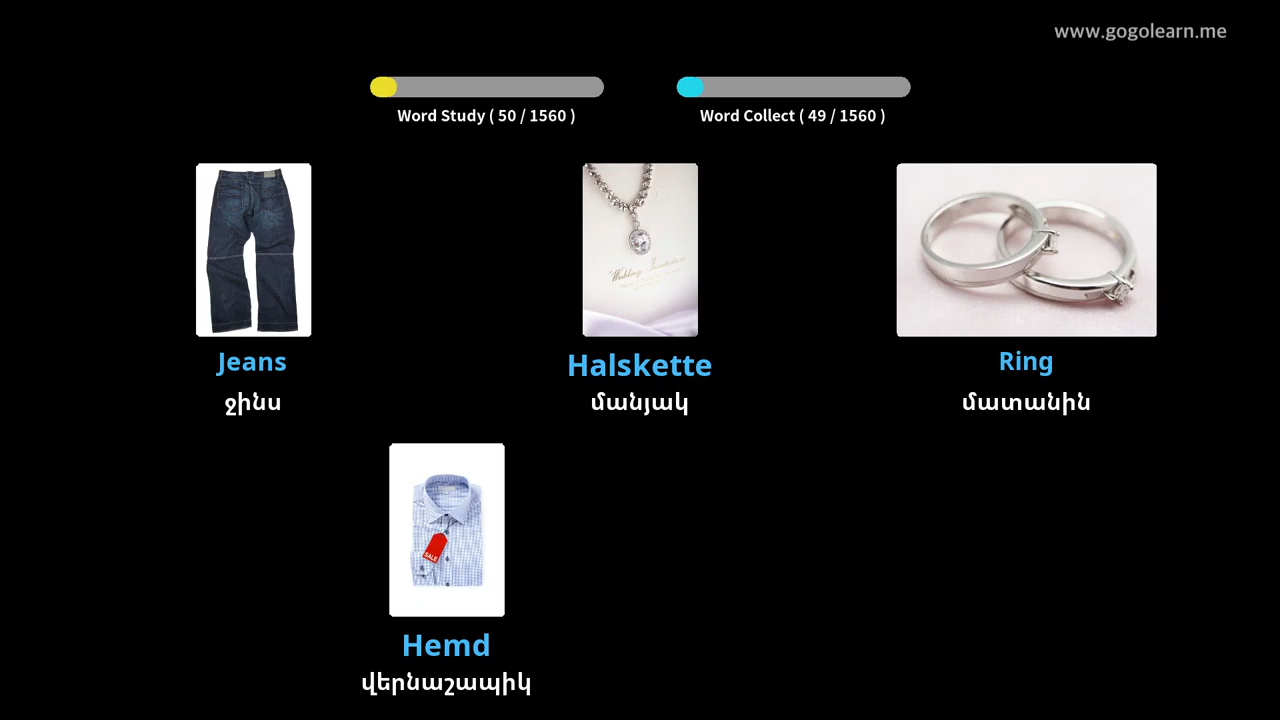 www.gogolearn.me
Word Study ( 50 / 1560 )
Word Collect ( 49 / 1560 )
Jeans
Halskette
Ring
ջինս
մանյակ
մատանին
SALE
Hemd
վերնաշապիկ